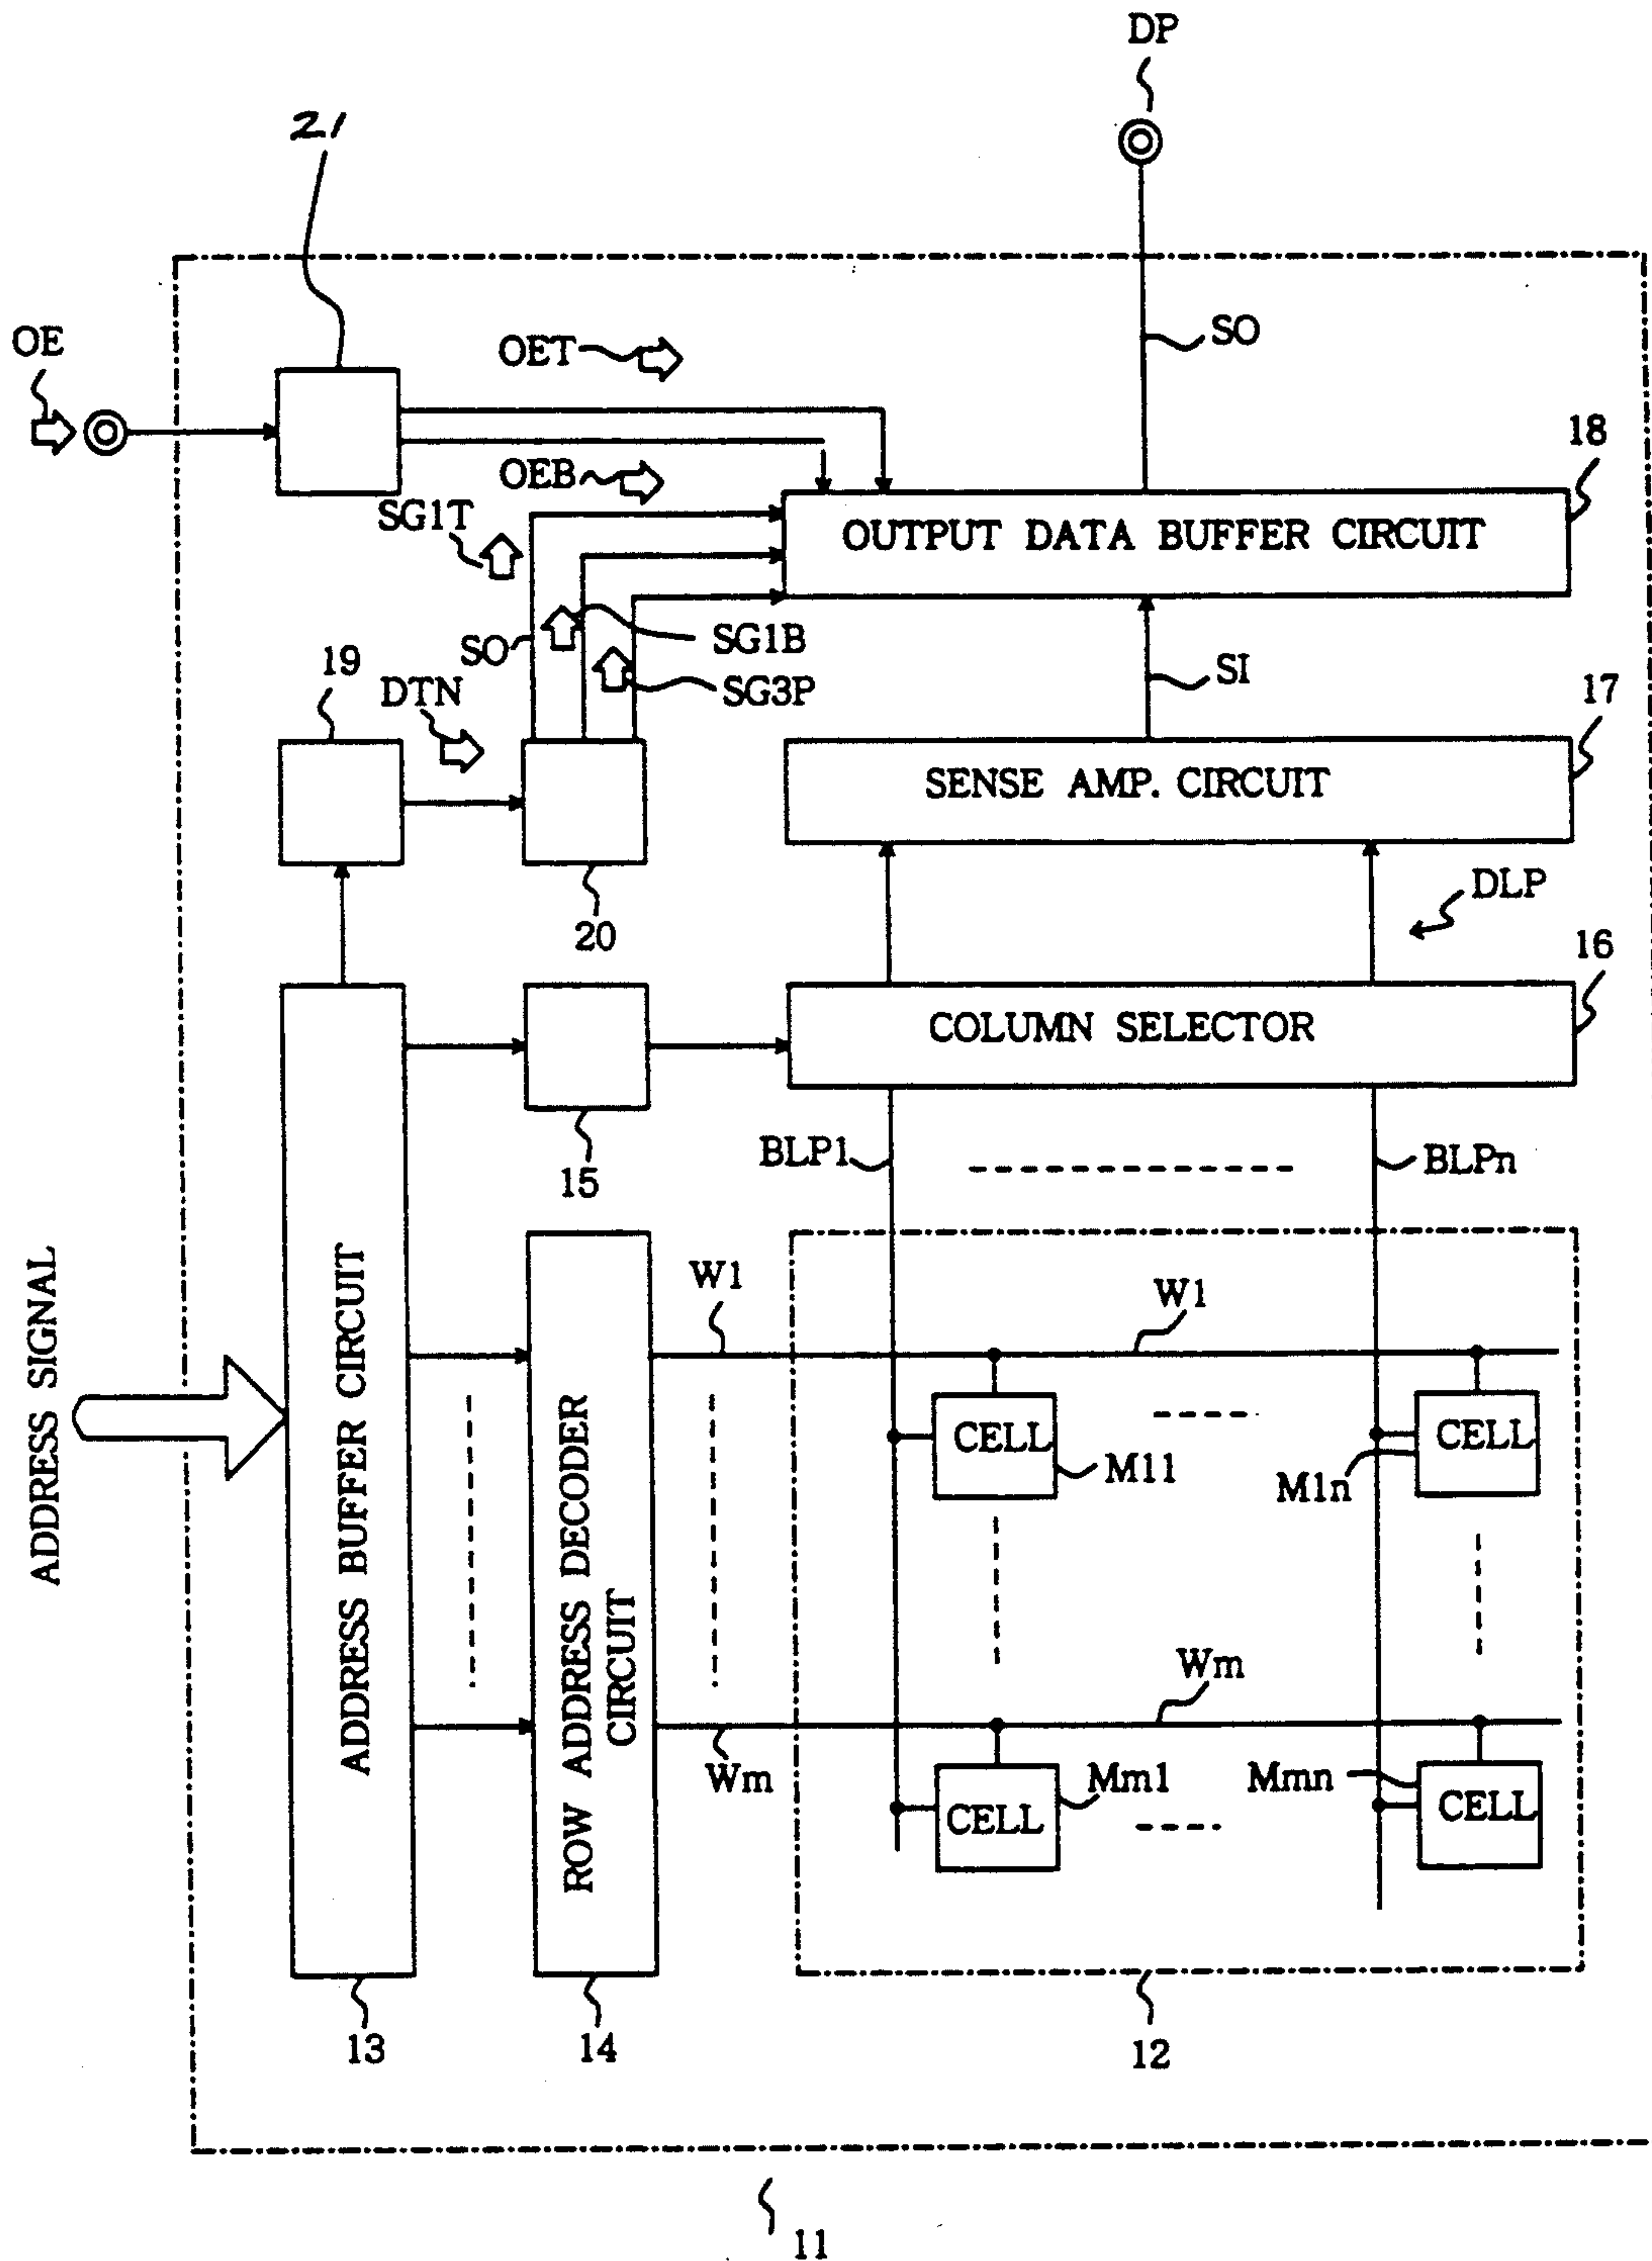 DP
21
OE
OET
SO
18
OEB
SG1T
OUTPUT DATA BUFFER CIRCUIT
SO
SG1B
19
DTN
SG3P
SI
17
SENSE AMP. CIRCUIT
DLP
20
16
COLUMN SELECTOR
15
BLP1
BLPn
ADDRESS SIGNAL
ADDRESS BUFFER CIRCUIT
ROW ADDRESS DECODER
CIRCUIT
W1
W1
CELL
CELL
M11
M1n
Wm
Wm
Mm1
Mmn
CELL
CELL
13
14
12
11